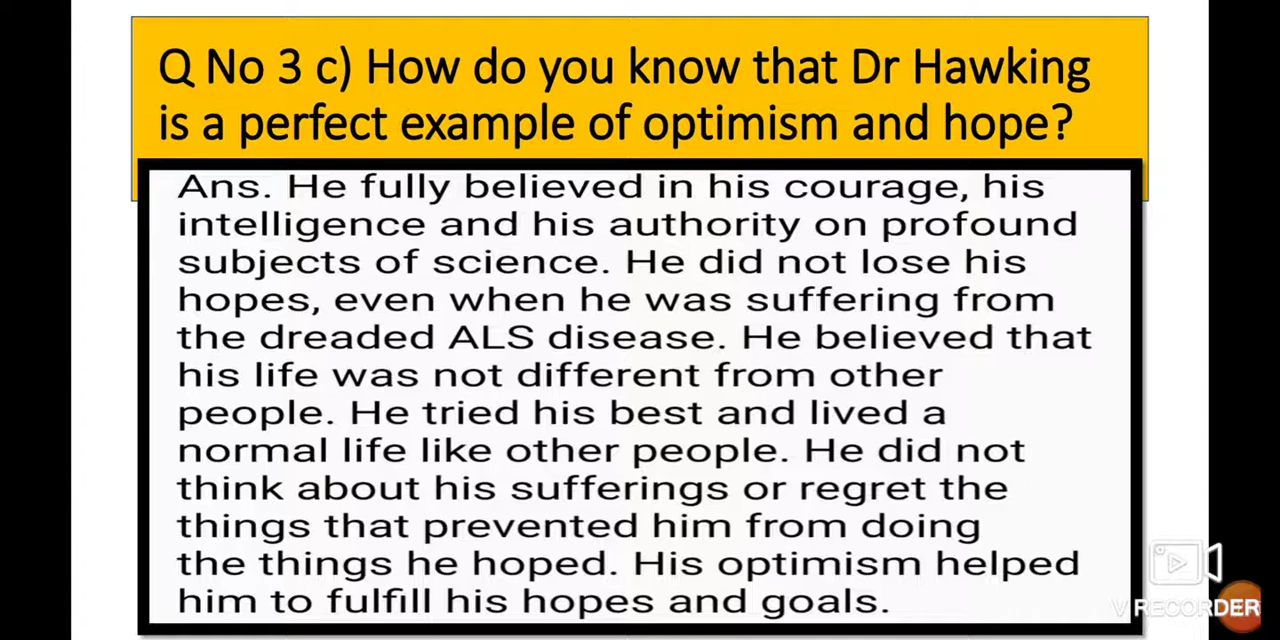 Q No 3 c) How do you know that Dr Hawking
is a perfect example of optimism and hope?
Ans. He fully believed in his courage, his
intelligence and his authority on profound
subjects of science. He did not lose his
hopes, even when he was suffering from
the dreaded ALS disease. He believed that
his life was not different from other
people. He tried his best and lived a
normal life like other people. He did not
think about his sufferings or regret the
things that prevented him from doing
the things he hoped. His optimism helped
him to fulfill his hopes and goals.
V RECORDER